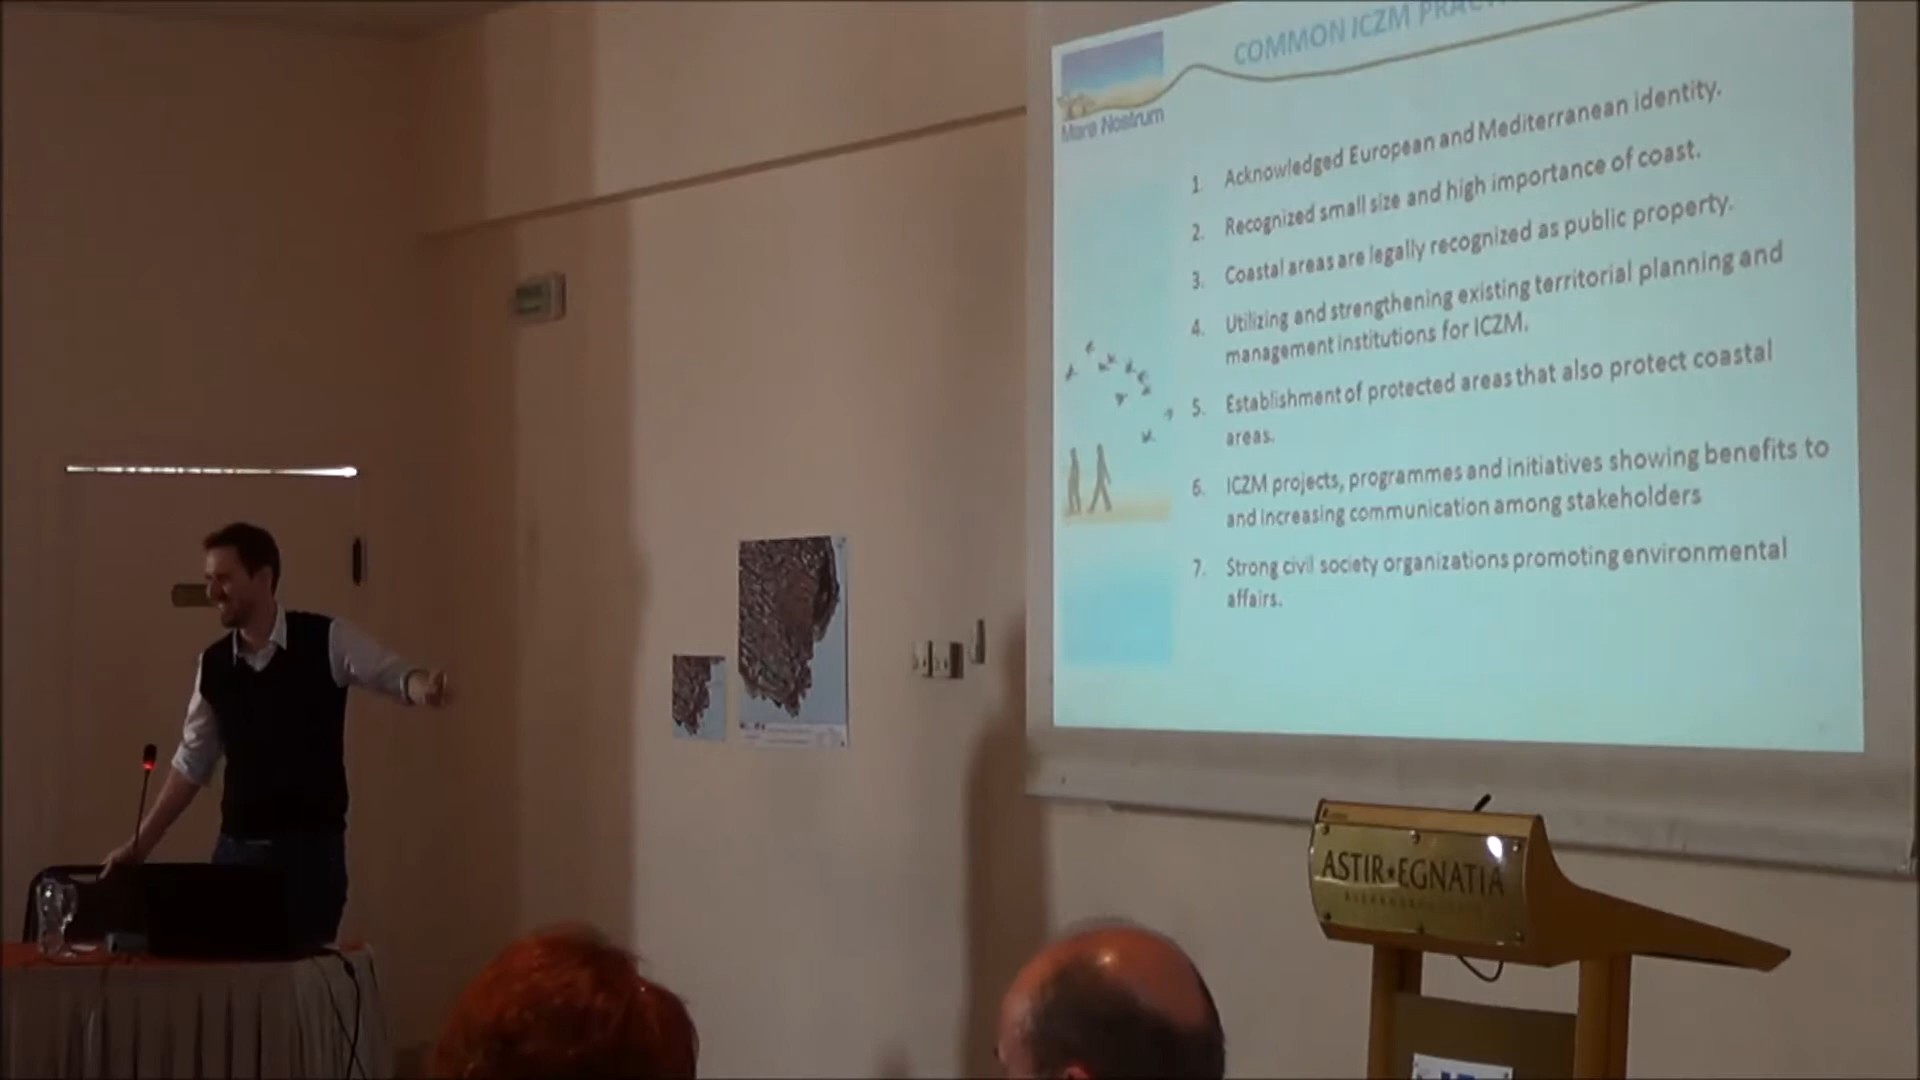 COMMON ICZM
Mare Nostrum
1. Acknowledged European and Mediterranean identity.
2. Recognized small size and high importance of coast.
3. Coastal areas are legally recognized as public property.
4. Utilizing and strengthening existing territorial planning and
management institutions for ICZM.
5. Establishment of protected areas that also protect coastal
areas.
6. ICZM projects, programmes and initiatives showing benefits to
and increasing communication among stakeholders
7. Strong civil society organizations promoting environmental
affairs.
ASTIR★EGNATIA